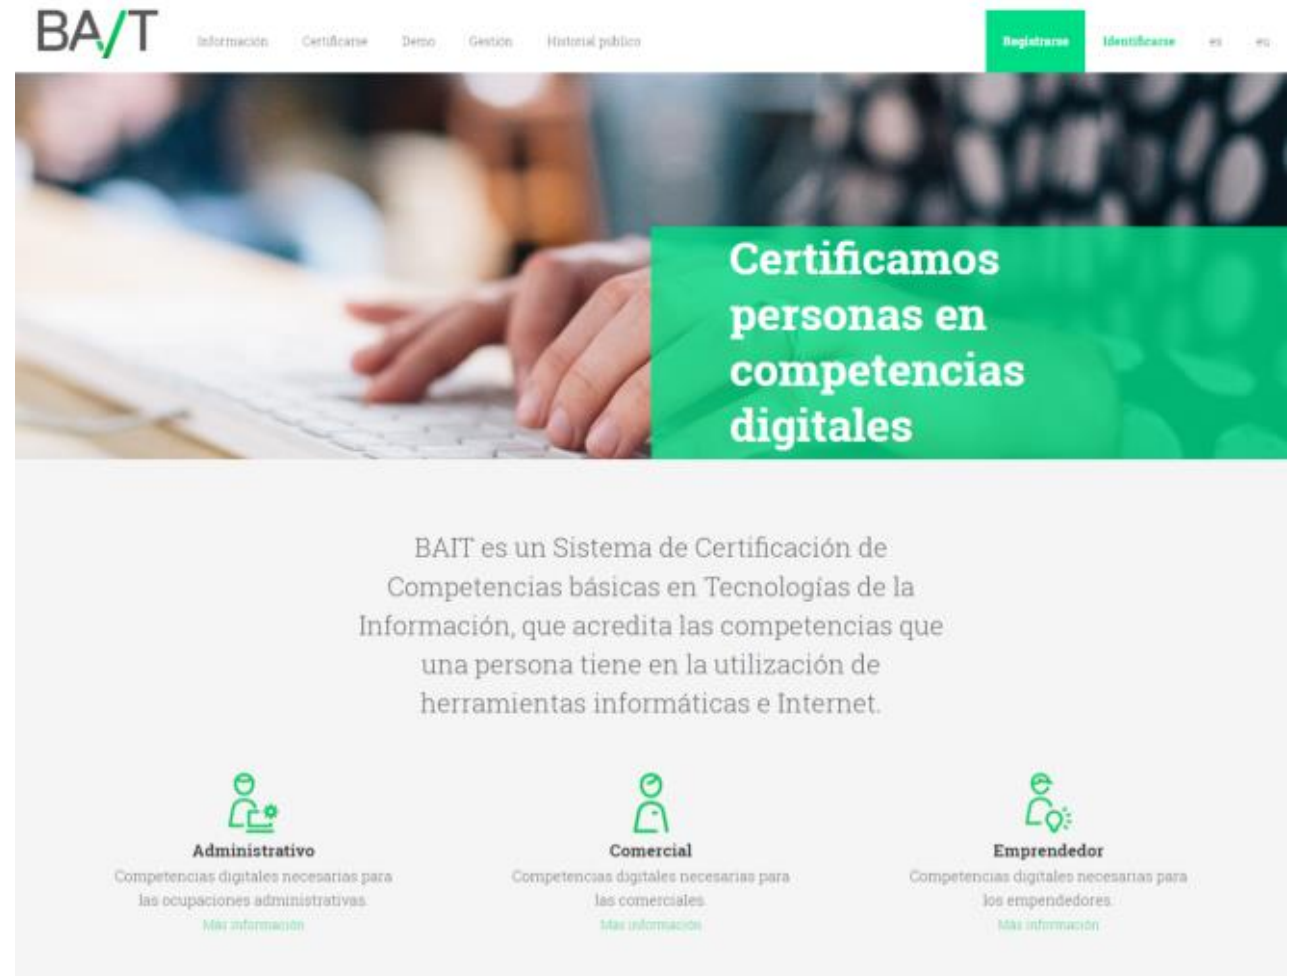 BA/T
Información Certificarse Demo Gestión Historial público Registrarse Identificarse es eu
Certificamos
personas en
competencias
digitales
BAIT es un Sistema de Certificación de
Competencias básicas en Tecnologías de la
Información, que acredita las competencias que
una persona tiene en la utilización de
herramientas informáticas e Internet.
Administrativo
Competencias digitales necesarias para
las ocupaciones administrativas.
Más información
Comercial
Competencias digitales necesarias para
las comerciales.
Más información
Emprendedor
Competencias digitales necesarias para
los empendedores.
Más información